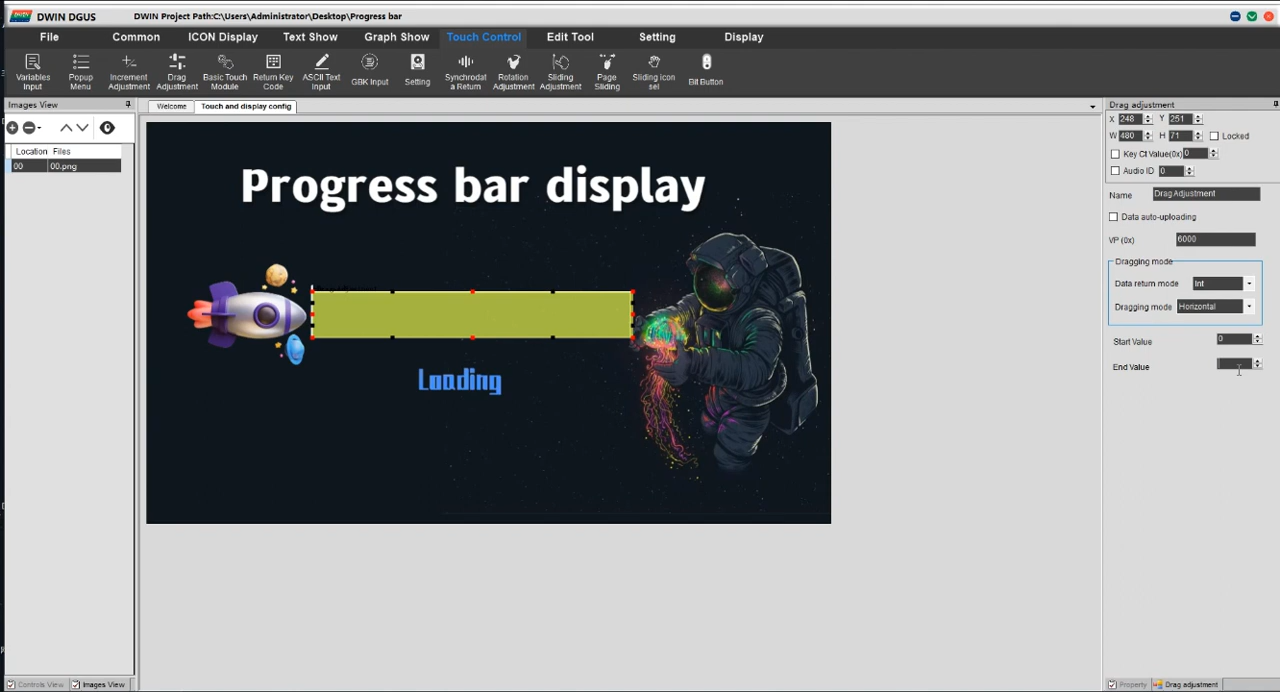 DWIN DGUS DWIN Project Path:C:\Users\Administrator\Desktop\Progress bar
File Common ICON Display Text Show Graph Show Touch Control Edit Tool Setting Display
Variables Input
Popup Menu
Increment Adjustment
Drag Adjustment
Basic Touch Module
Return Key Code
ASCII Text Input
GBK Input
Setting
Synchrodat a Return
Rotation Adjustment
Sliding Adjustment
Page Sliding
Sliding icon sel
Bit Button
Images View
Welcome Touch and display config
Location Files
00 00.png
Progress bar display
Loading
Drag adjustment
X 248 Y 251
W 480 H 71 Locked
Key Ct Value(0x) 0
Audio ID 0
Name Drag Adjustment
Data auto-uploading
VP (0x) 6000
Dragging mode
Data return mode Int
Dragging mode Horizontal
Start Value 0
End Value
Controls View Images View
Property Drag adjustment